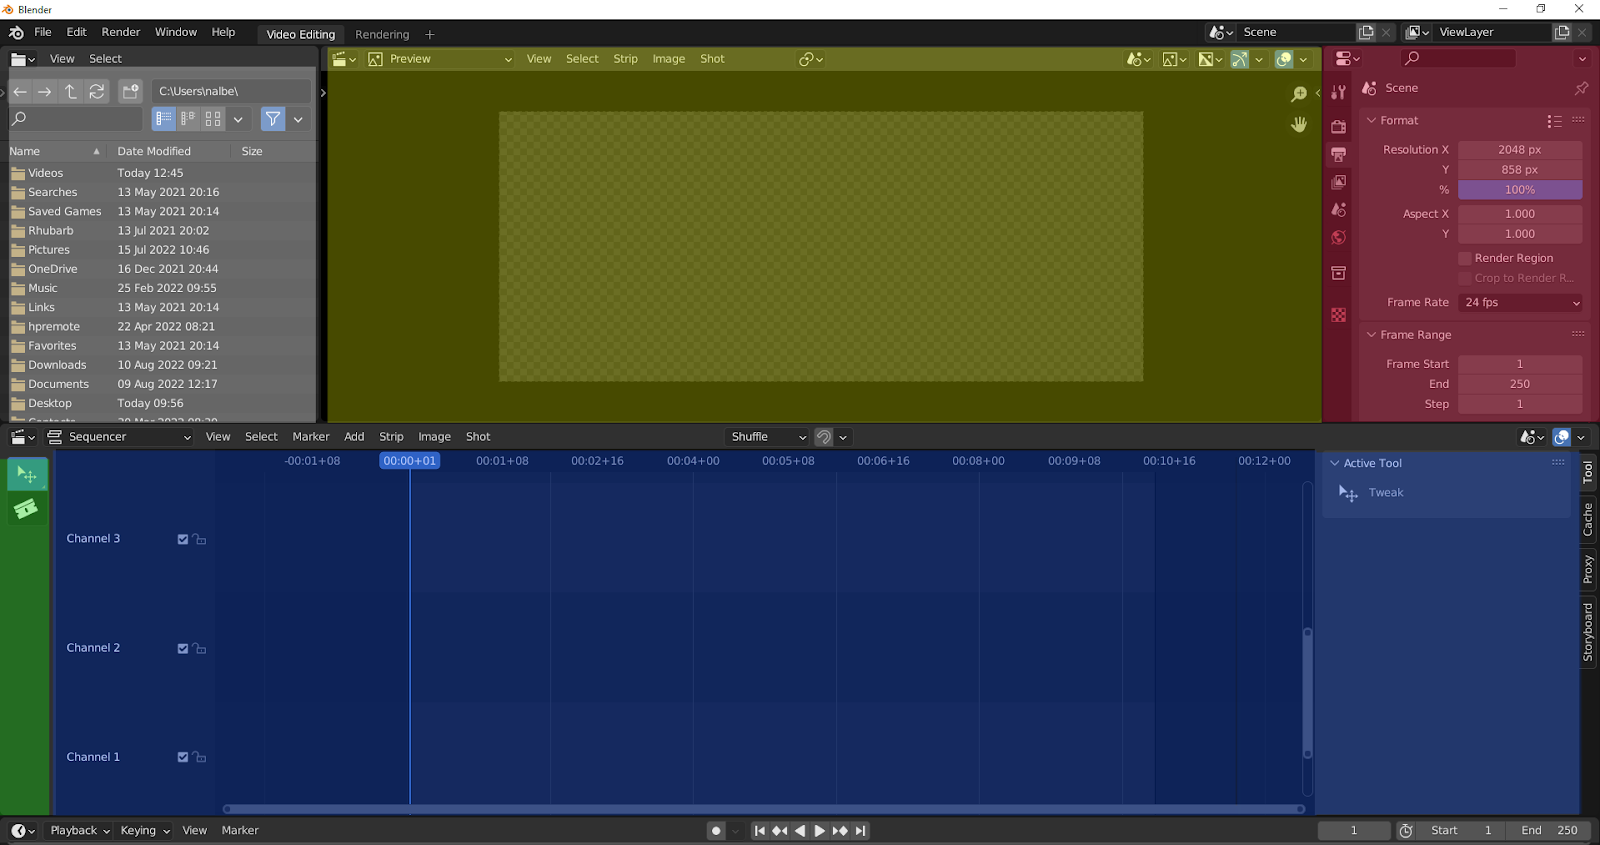 Blender
File Edit Render Window Help Video Editing Rendering + Scene ViewLayer
View Select
Preview View Select Strip Image Shot
C:\Users\nalbe\
Name Date Modified Size
Videos Today 12:45
Searches 13 May 2021 20:16
Saved Games 13 May 2021 20:14
Rhubarb 13 Jul 2021 20:02
Pictures 15 Jul 2022 10:46
OneDrive 16 Dec 2021 20:44
Music 25 Feb 2022 09:55
Links 13 May 2021 20:14
hpremote 22 Apr 2022 08:21
Favorites 13 May 2021 20:14
Downloads 10 Aug 2022 09:21
Documents 09 Aug 2022 12:17
Desktop Today 09:56
Scene
Format
Resolution X 2048 px
Y 858 px
% 100%
Aspect X 1.000
Y 1.000
Render Region
Crop to Render R...
Frame Rate 24 fps
Frame Range
Frame Start 1
End 250
Step 1
Sequencer View Select Marker Add Strip Image Shot Shuffle
-00:01+08 00:00+01 00:01+08 00:02+16 00:04+00 00:05+08 00:06+16 00:08+00 00:09+08 00:10+16 00:12+00
Channel 3
Channel 2
Channel 1
Active Tool
Tweak
Tool
Cache
Proxy
Storyboard
Playback Keying View Marker 1 Start 1 End 250